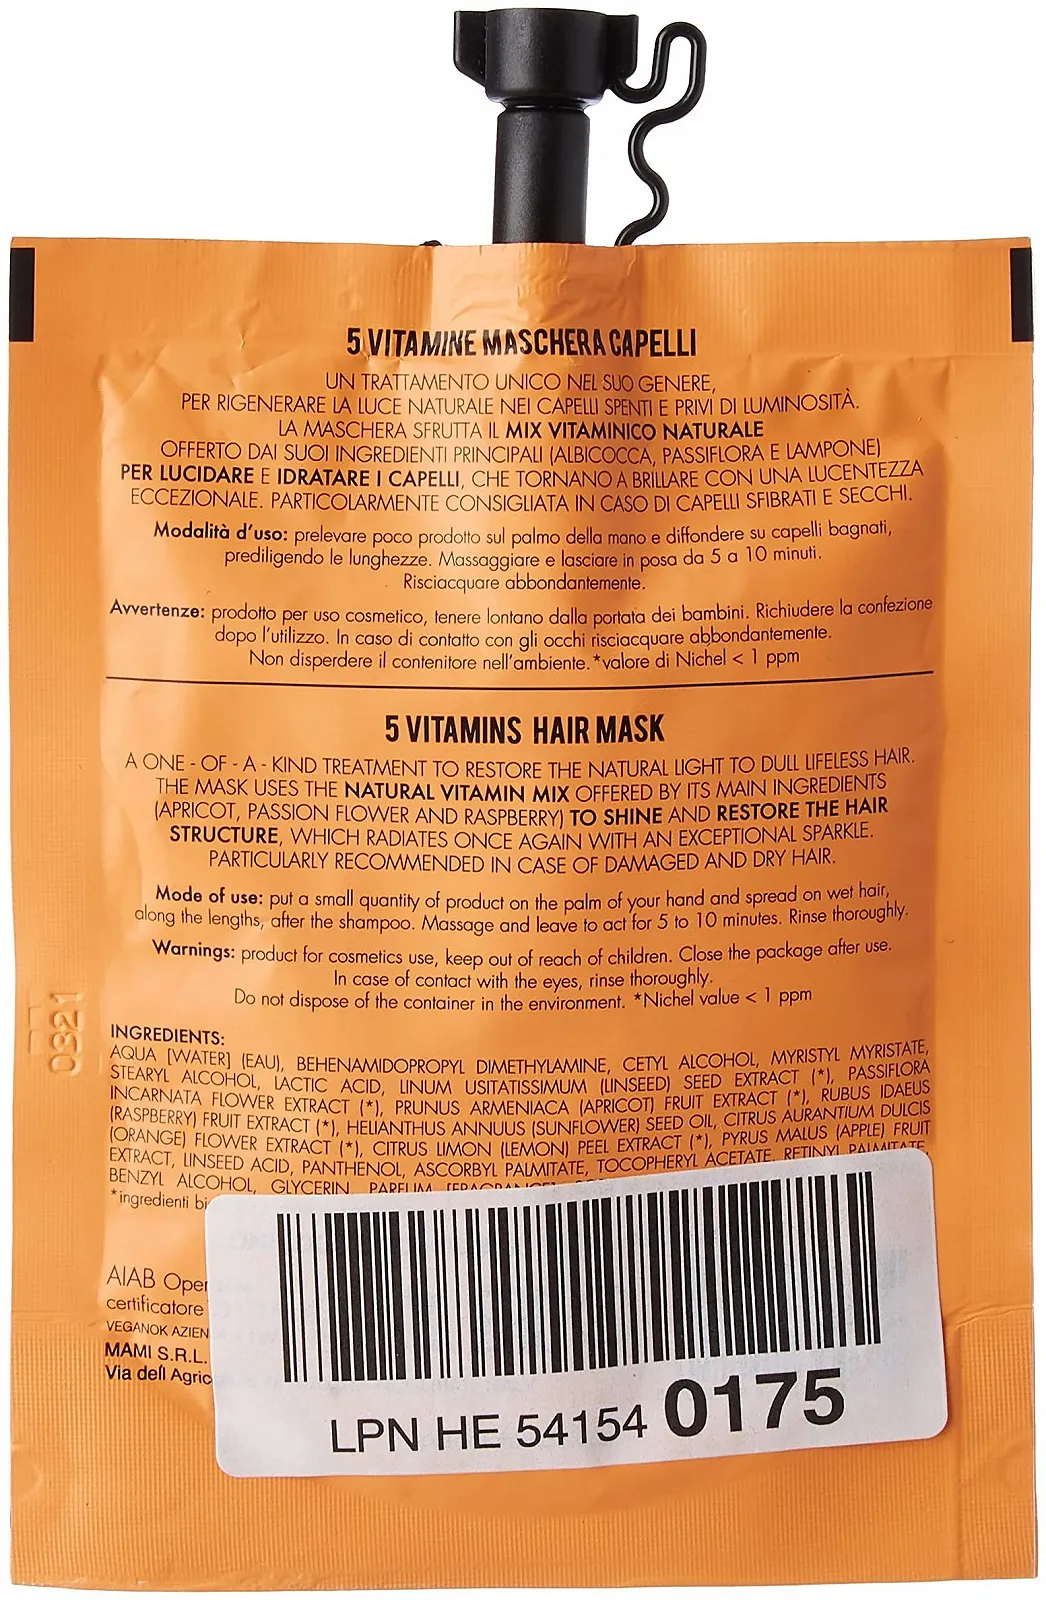 5 VITAMINE MASCHERA CAPELLI
UN TRATTAMENTO UNICO NEL SUO GENERE,
PER RIGENERARE LA LUCE NATURALE NEI CAPELLI SPENTI E PRIVI DI LUMINOSITÀ.
LA MASCHERA SFRUTTA IL MIX VITAMINICO NATURALE
OFFERTO DAI SUOI INGREDIENTI PRINCIPALI (ALBICOCCA, PASSIFLORA E LAMPONE)
PER LUCIDARE E IDRATARE I CAPELLI, CHE TORNANO A BRILLARE CON UNA LUCENTEZZA
ECCEZIONALE. PARTICOLARMENTE CONSIGLIATA IN CASO DI CAPELLI SFIBRATI E SECCHI.
Modalità d'uso: prelevare poco prodotto sul palmo della mano e diffondere su capelli bagnati,
prediligendo le lunghezze. Massaggiare e lasciare in posa da 5 a 10 minuti.
Risciacquare abbondantemente.
Avvertenze: prodotto per uso cosmetico, tenere lontano dalla portata dei bambini. Richiudere la confezione
dopo l'utilizzo. In caso di contatto con gli occhi risciacquare abbondantemente.
Non disperdere il contenitore nell'ambiente.*valore di Nichel < 1 ppm
5 VITAMINS HAIR MASK
A ONE - OF - A - KIND TREATMENT TO RESTORE THE NATURAL LIGHT TO DULL LIFELESS HAIR.
THE MASK USES THE NATURAL VITAMIN MIX OFFERED BY ITS MAIN INGREDIENTS
(APRICOT, PASSION FLOWER AND RASPBERRY) TO SHINE AND RESTORE THE HAIR
STRUCTURE, WHICH RADIATES ONCE AGAIN WITH AN EXCEPTIONAL SPARKLE.
PARTICULARLY RECOMMENDED IN CASE OF DAMAGED AND DRY HAIR.
Mode of use: put a small quantity of product on the palm of your hand and spread on wet hair,
along the lengths, after the shampoo. Massage and leave to act for 5 to 10 minutes. Rinse thoroughly.
Warnings: product for cosmetics use, keep out of reach of children. Close the package after use.
In case of contact with the eyes, rinse thoroughly.
Do not dispose of the container in the environment. *Nichel value < 1 ppm
0321
INGREDIENTS:
AQUA [WATER] (EAU), BEHENAMIDOPROPYL DIMETHYLAMINE, CETYL ALCOHOL, MYRISTYL MYRISTATE,
STEARYL ALCOHOL, LACTIC ACID, LINUM USITATISSIMUM (LINSEED) SEED EXTRACT (*), PASSIFLORA
INCARNATA FLOWER EXTRACT (*), PRUNUS ARMENIACA (APRICOT) FRUIT EXTRACT (*), RUBUS IDAEUS
(RASPBERRY) FRUIT EXTRACT (*), HELIANTHUS ANNUUS (SUNFLOWER) SEED OIL, CITRUS AURANTIUM DULCIS
(ORANGE) FLOWER EXTRACT (*), CITRUS LIMON (LEMON) PEEL EXTRACT (*), PYRUS MALUS (APPLE) FRUIT
EXTRACT, LINSEED ACID, PANTHENOL, ASCORBYL PALMITATE, TOCOPHERYL ACETATE, RETINYL PALMITATE,
BENZYL ALCOHOL, GLYCERIN, PARFUM [FRAGRANCE],
*ingredienti
AIAB
certificatore
VEGANOK
MAMI S.R.L.
Via dell
LPN HE 54154 0175